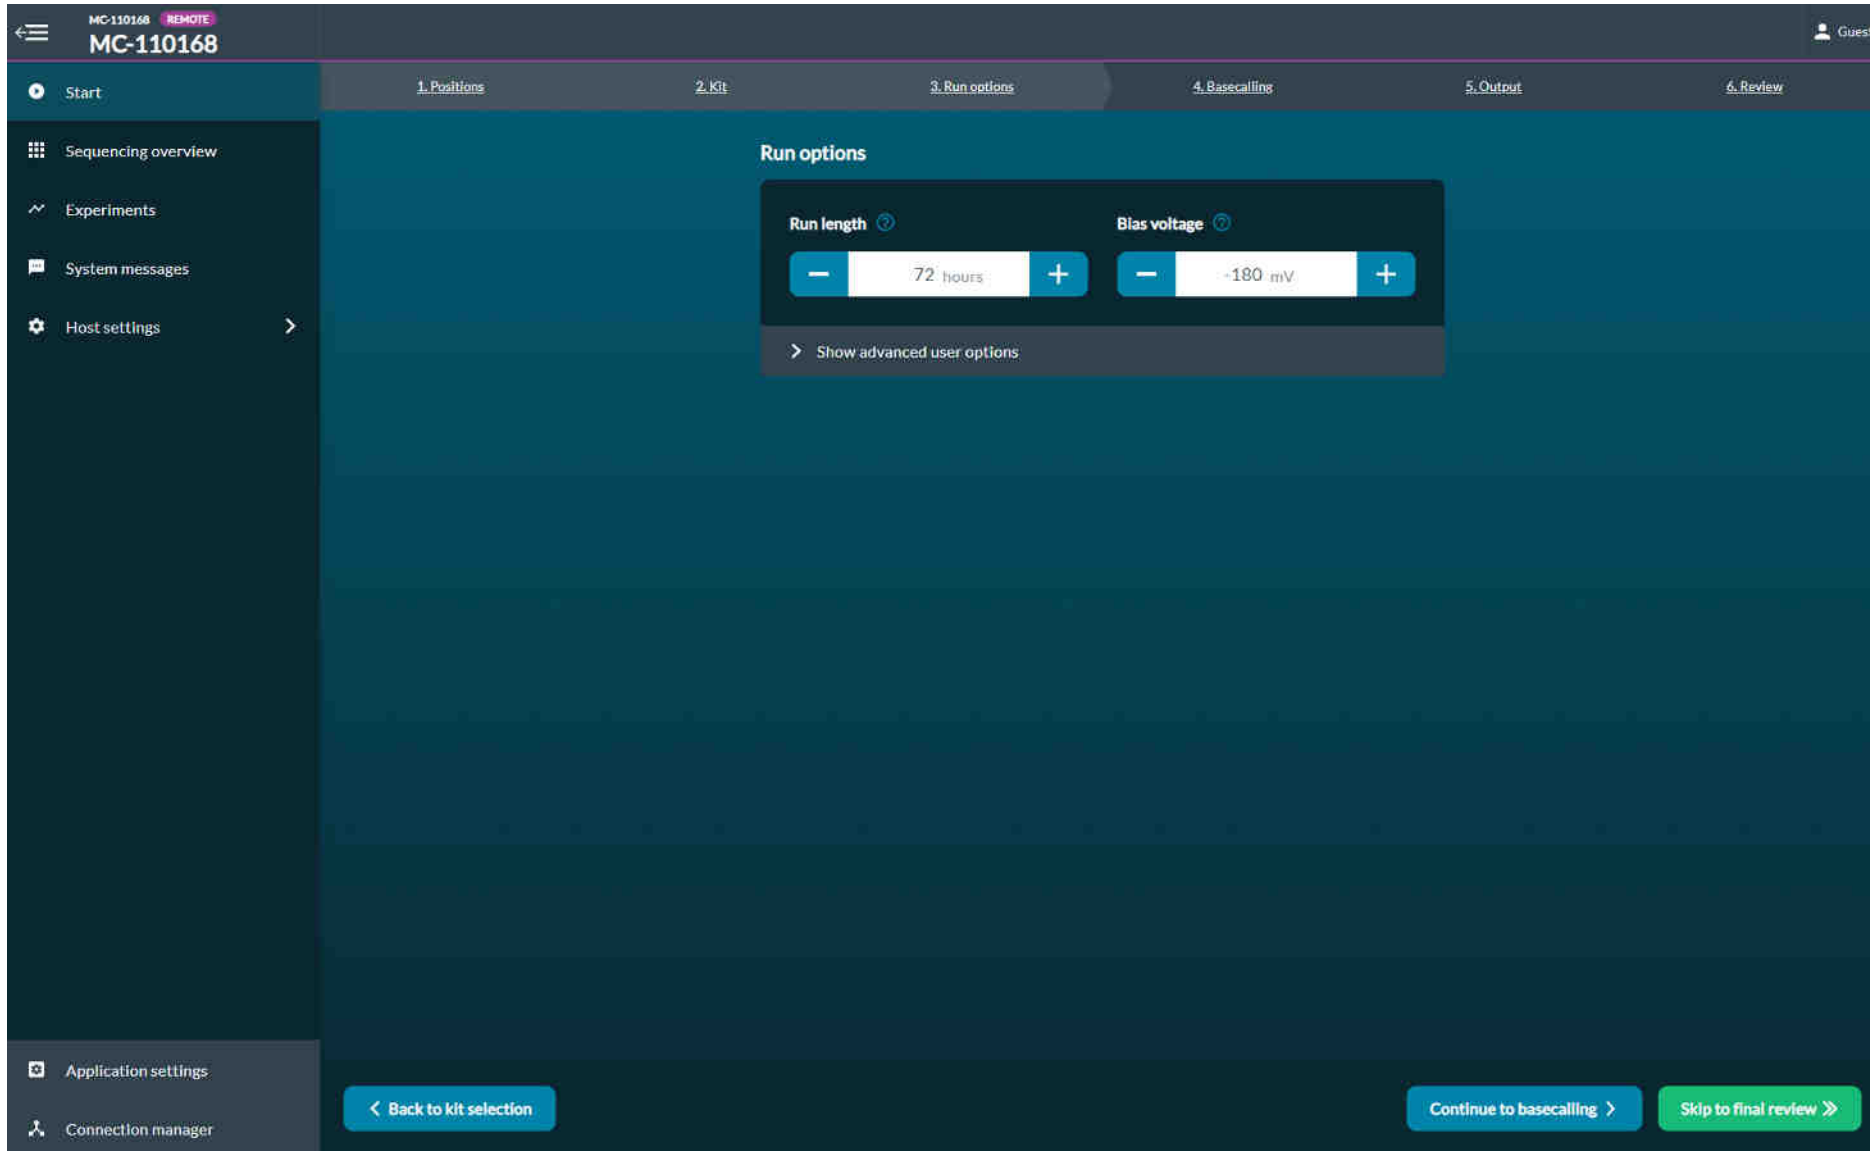 MC-110168 REMOTE
MC-110168
Guest
Start
Sequencing overview
Experiments
System messages
Host settings
Application settings
Connection manager
1. Positions
2. Kit
3. Run options
4. Basecalling
5. Output
6. Review
Run options
Run length ?
Bias voltage ?
72 hours
-180 mV
Show advanced user options
Back to kit selection
Continue to basecalling
Skip to final review